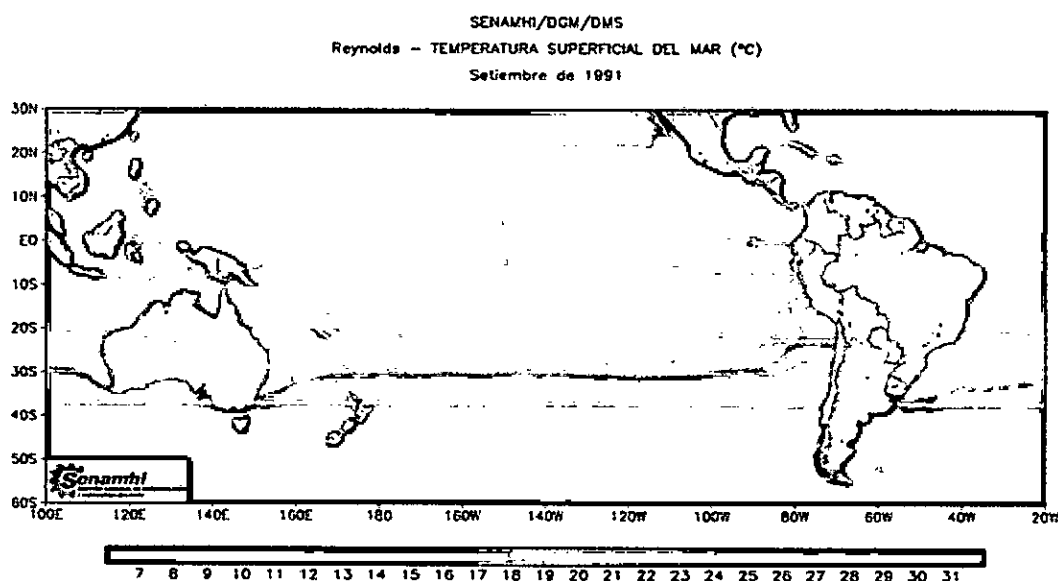 SENAMHI/DGM/DMS
Reynolds – TEMPERATURA SUPERFICIAL DEL MAR (ºC)
Setiembre de 1991
30N
20N
10N
EQ
10S
20S
30S
40S
50S
60S
Senamhi
100E 120E 140E 160E 180 160W 140W 120W 100W 80W 60W 40W 20W
7 8 9 10 11 12 13 14 15 16 17 18 19 20 21 22 23 24 25 26 27 28 29 30 31